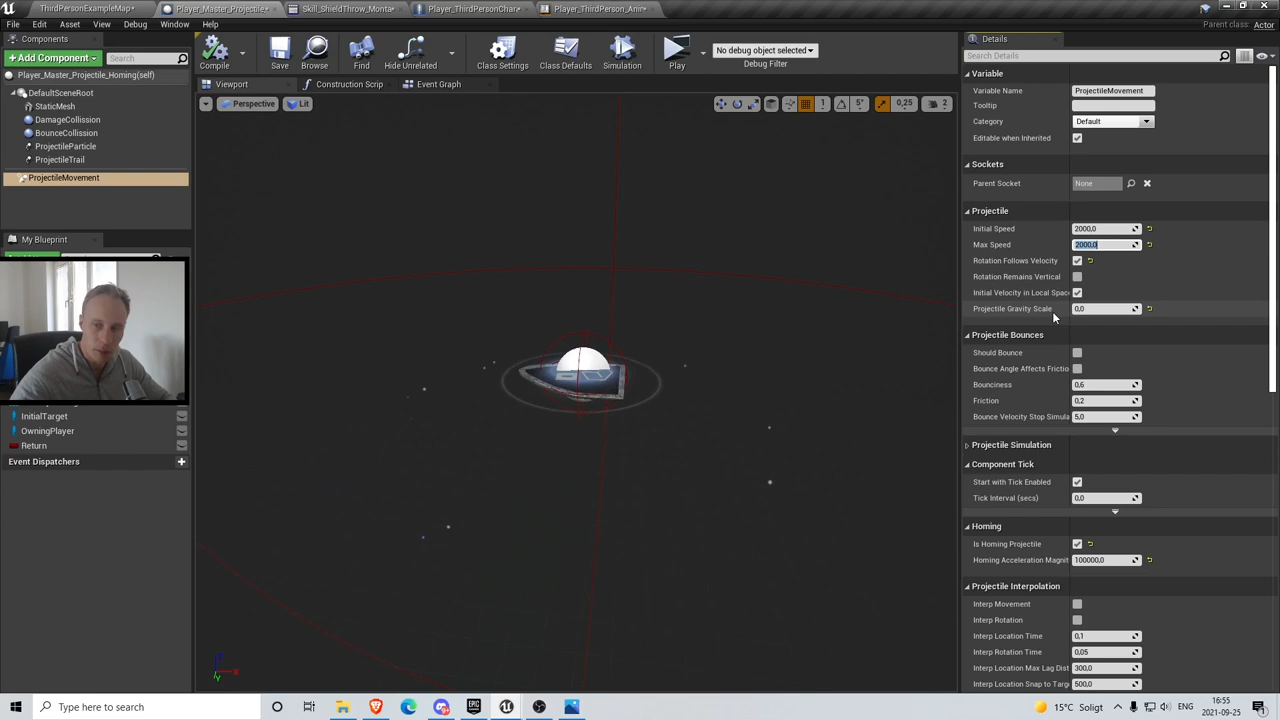 ThirdPersonExampleMap*
Player_Master_Projectile*
Skill_ShieldThrow_Monta*
Player_ThirdPersonChar*
Player_ThirdPerson_Anin*
File Edit Asset View Debug Window Help
Parent class: Actor
Components
+ Add Component
Search
Player_Master_Projectile_Homing(self)
DefaultSceneRoot
StaticMesh
DamageCollision
BounceCollision
ProjectileParticle
ProjectileTrail
ProjectileMovement
My Blueprint
InitialTarget
OwningPlayer
Return
Event Dispatchers
Compile
Save
Browse
Find
Hide Unrelated
Class Settings
Class Defaults
Simulation
Play
No debug object selected
Debug Filter
Viewport
Construction Scrip
Event Graph
Perspective
Lit
1
5°
0,25
2
Details
Search Details
Variable
Variable Name ProjectileMovement
Tooltip
Category Default
Editable when Inherited
Sockets
Parent Socket None
Projectile
Initial Speed 2000,0
Max Speed 2000,0
Rotation Follows Velocity
Rotation Remains Vertical
Initial Velocity in Local Spac
Projectile Gravity Scale 0,0
Projectile Bounces
Should Bounce
Bounce Angle Affects Frictio
Bounciness 0,6
Friction 0,2
Bounce Velocity Stop Simula 5,0
Projectile Simulation
Component Tick
Start with Tick Enabled
Tick Interval (secs) 0,0
Homing
Is Homing Projectile
Homing Acceleration Magnit 100000,0
Projectile Interpolation
Interp Movement
Interp Rotation
Interp Location Time 0,1
Interp Rotation Time 0,05
Interp Location Max Lag Dist 300,0
Interp Location Snap to Targ 500,0
Type here to search
15°C Soligt
16:55
2021-09-25